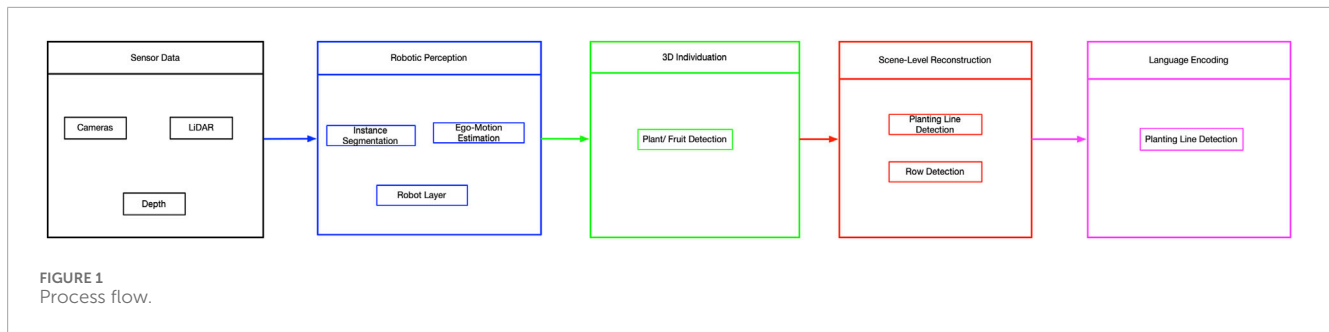 Sensor Data
Cameras
LiDAR
Depth
Robotic Perception
Instance
Segmentation
Ego-Motion
Estimation
Robot Layer
3D Individuation
Plant/ Fruit Detection
Scene-Level Reconstruction
Planting Line
Detection
Row Detection
Language Encoding
Planting Line Detection
FIGURE 1
Process flow.